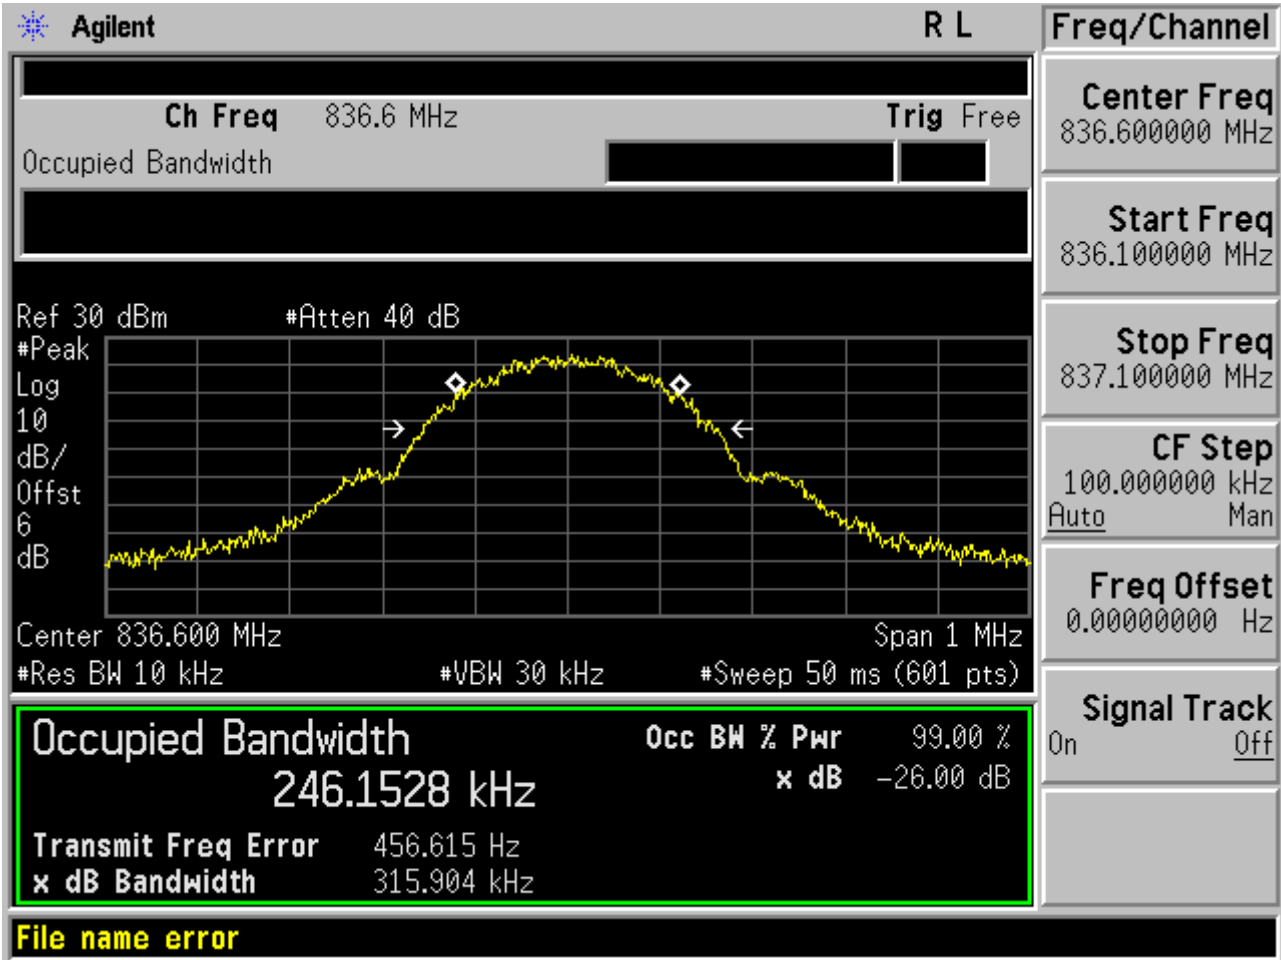 Agilent R L Freq/Channel
Ch Freq 836.6 MHz Trig Free
Occupied Bandwidth
Center Freq
836.600000 MHz
Start Freq
836.100000 MHz
Stop Freq
837.100000 MHz
CF Step
100.000000 kHz
Auto Man
Freq Offset
0.00000000 Hz
Signal Track
On Off
Ref 30 dBm #Atten 40 dB
#Peak
Log
10
dB/
Offst
6
dB
Center 836.600 MHz Span 1 MHz
#Res BW 10 kHz #VBW 30 kHz #Sweep 50 ms (601 pts)
Occupied Bandwidth Occ BW % Pwr 99.00 %
246.1528 kHz x dB -26.00 dB
Transmit Freq Error 456.615 Hz
x dB Bandwidth 315.904 kHz
File name error